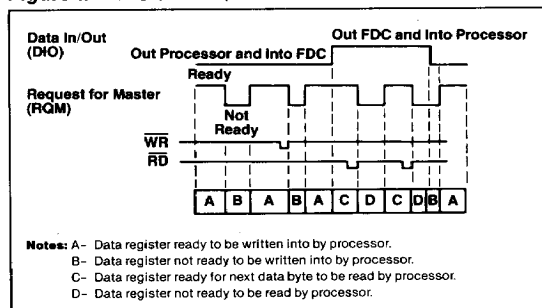 Data In/Out
(DIO)
Out Processor and Into FDC
Out FDC and Into Processor
Ready
Request for Master
(RQM)
Not
Ready
WR
RD
A B A B A C D C D B A
Notes: A- Data register ready to be written into by processor.
B- Data register not ready to be written into by processor.
C- Data register ready for next data byte to be read by processor.
D- Data register not ready to be read by processor.